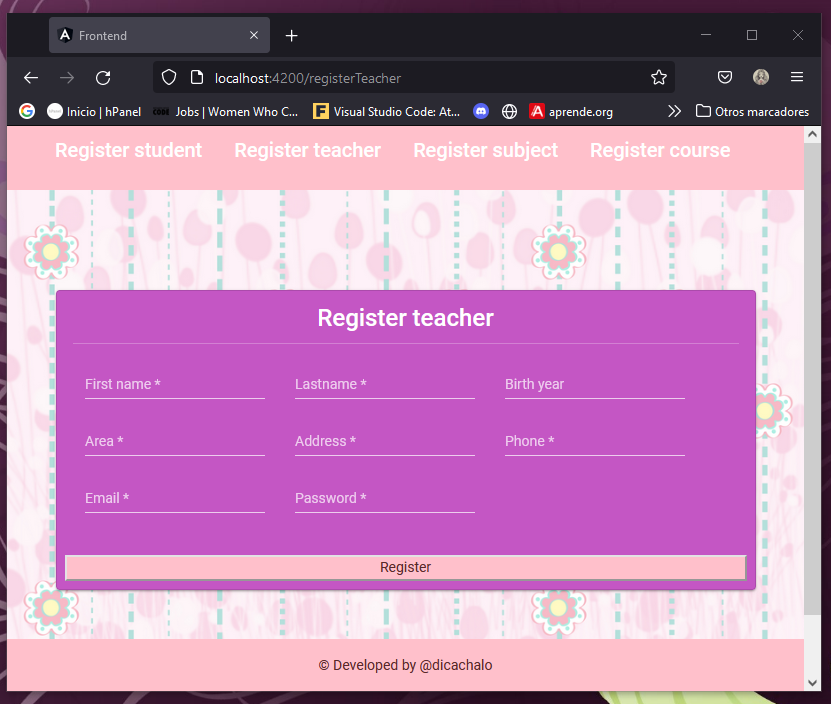 Frontend
localhost:4200/registerTeacher
Inicio | hPanel
CODE Jobs | Women Who C...
Visual Studio Code: At...
aprende.org
Otros marcadores
Register student Register teacher Register subject Register course
Register teacher
First name * Lastname * Birth year
Area * Address * Phone *
Email * Password *
Register
© Developed by @dicachalo